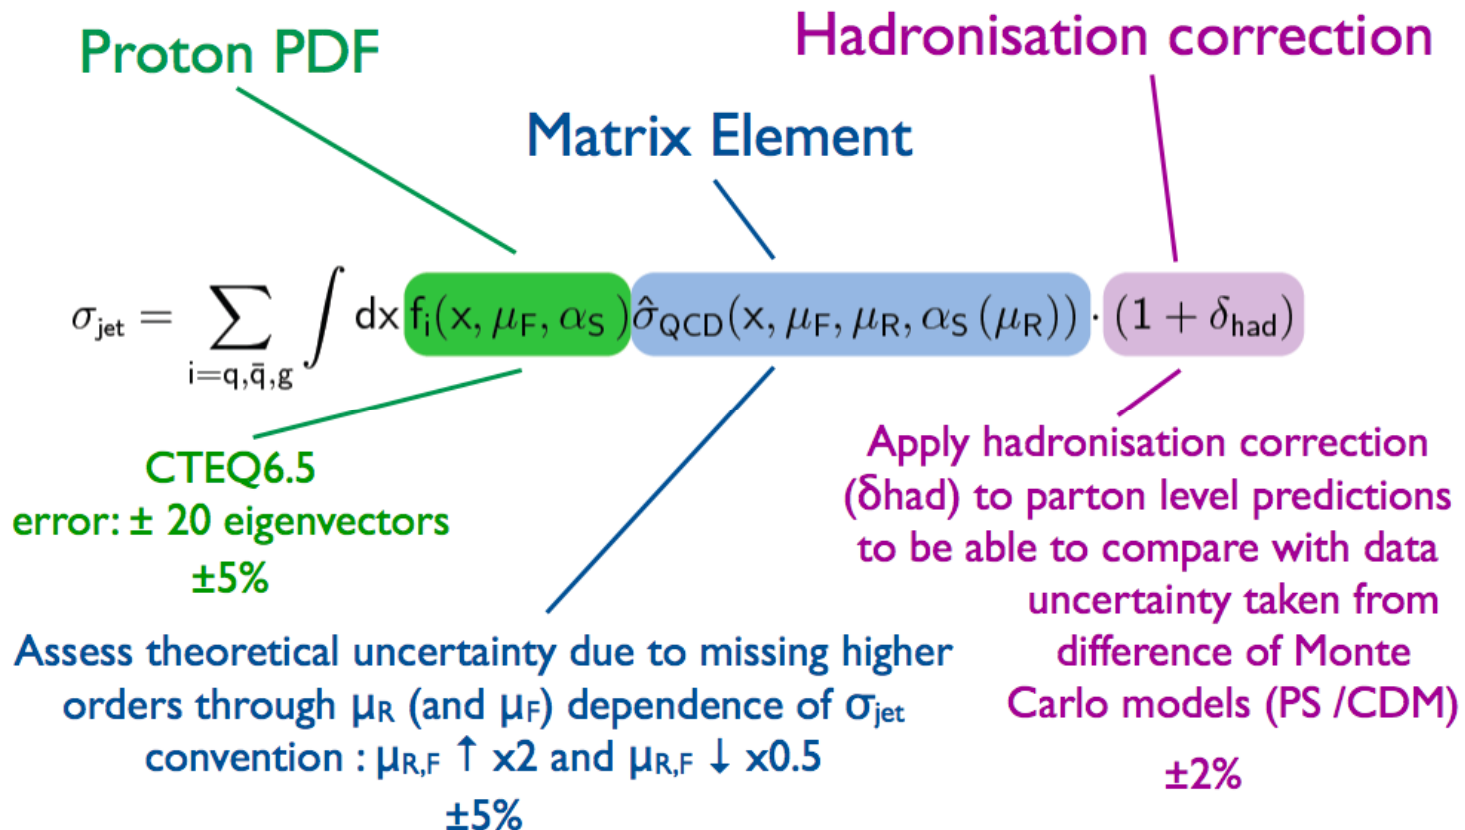 Proton PDF
Hadronisation correction
Matrix Element
σjet = ∑ ∫ dx fi(x, μF, αS) σ̂QCD(x, μF, μR, αS (μR)) · (1 + δhad)
i=q,q̄,g
CTEQ6.5
error: ± 20 eigenvectors
±5%
Assess theoretical uncertainty due to missing higher
orders through μR (and μF) dependence of σjet
convention : μR,F ↑ x2 and μR,F ↓ x0.5
±5%
Apply hadronisation correction
(δhad) to parton level predictions
to be able to compare with data
uncertainty taken from
difference of Monte
Carlo models (PS /CDM)
±2%